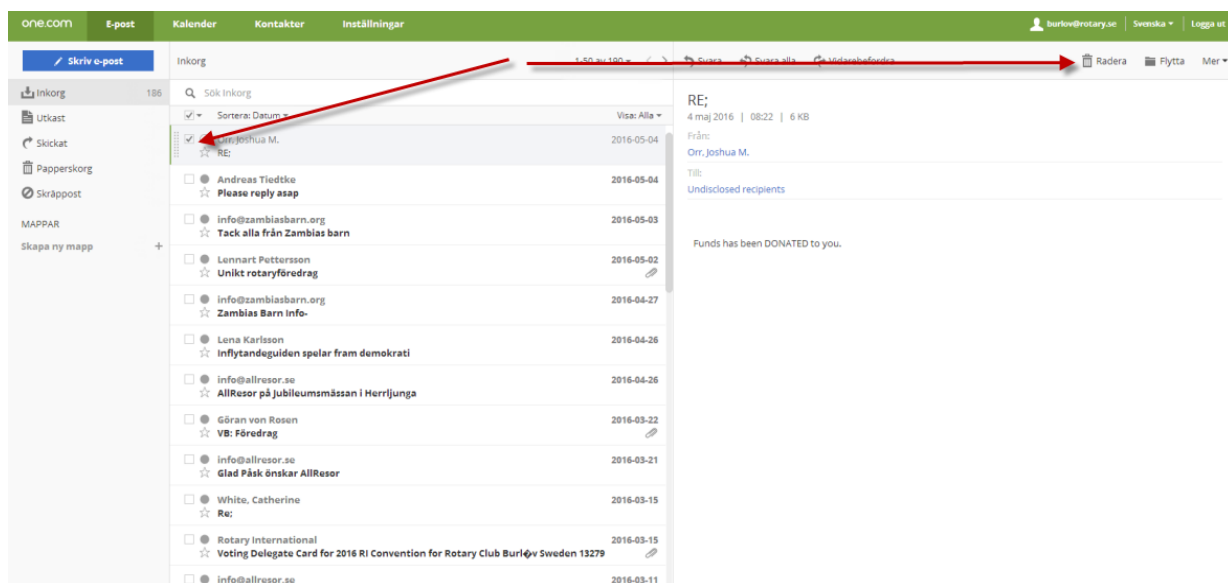 one.com E-post Kalender Kontakter Inställningar burlov@rotary.se Svenska Logga ut
Skriv e-post Inkorg 1-50 av 190 Svara Svara alla Vidarebefordra Radera Flytta Mer
Inkorg 186
Utkast
Skickat
Papperskorg
Skräppost
MAPPAR
Skapa ny mapp +
Sök Inkorg
Sortera: Datum Visa: Alla
Orr, Joshua M. 2016-05-04
RE;
Andreas Tiedtke 2016-05-04
Please reply asap
info@zambiasbarn.org 2016-05-03
Tack alla från Zambias barn
Lennart Pettersson 2016-05-02
Unikt rotaryföredrag
info@zambiasbarn.org 2016-04-27
Zambias Barn Info-
Lena Karlsson 2016-04-26
Inflytandeguiden spelar fram demokrati
info@allresor.se 2016-04-26
AllResor på Jubileumsmässan i Herrljunga
Göran von Rosen 2016-03-22
VB: Föredrag
info@allresor.se 2016-03-21
Glad Påsk önskar AllResor
White, Catherine 2016-03-15
Re;
Rotary International 2016-03-15
Voting Delegate Card for 2016 RI Convention for Rotary Club Burl�v Sweden 13279
info@allresor.se 2016-03-11
RE;
4 maj 2016 | 08:22 | 6 KB
Från:
Orr, Joshua M.
Till:
Undisclosed recipients
Funds has been DONATED to you.